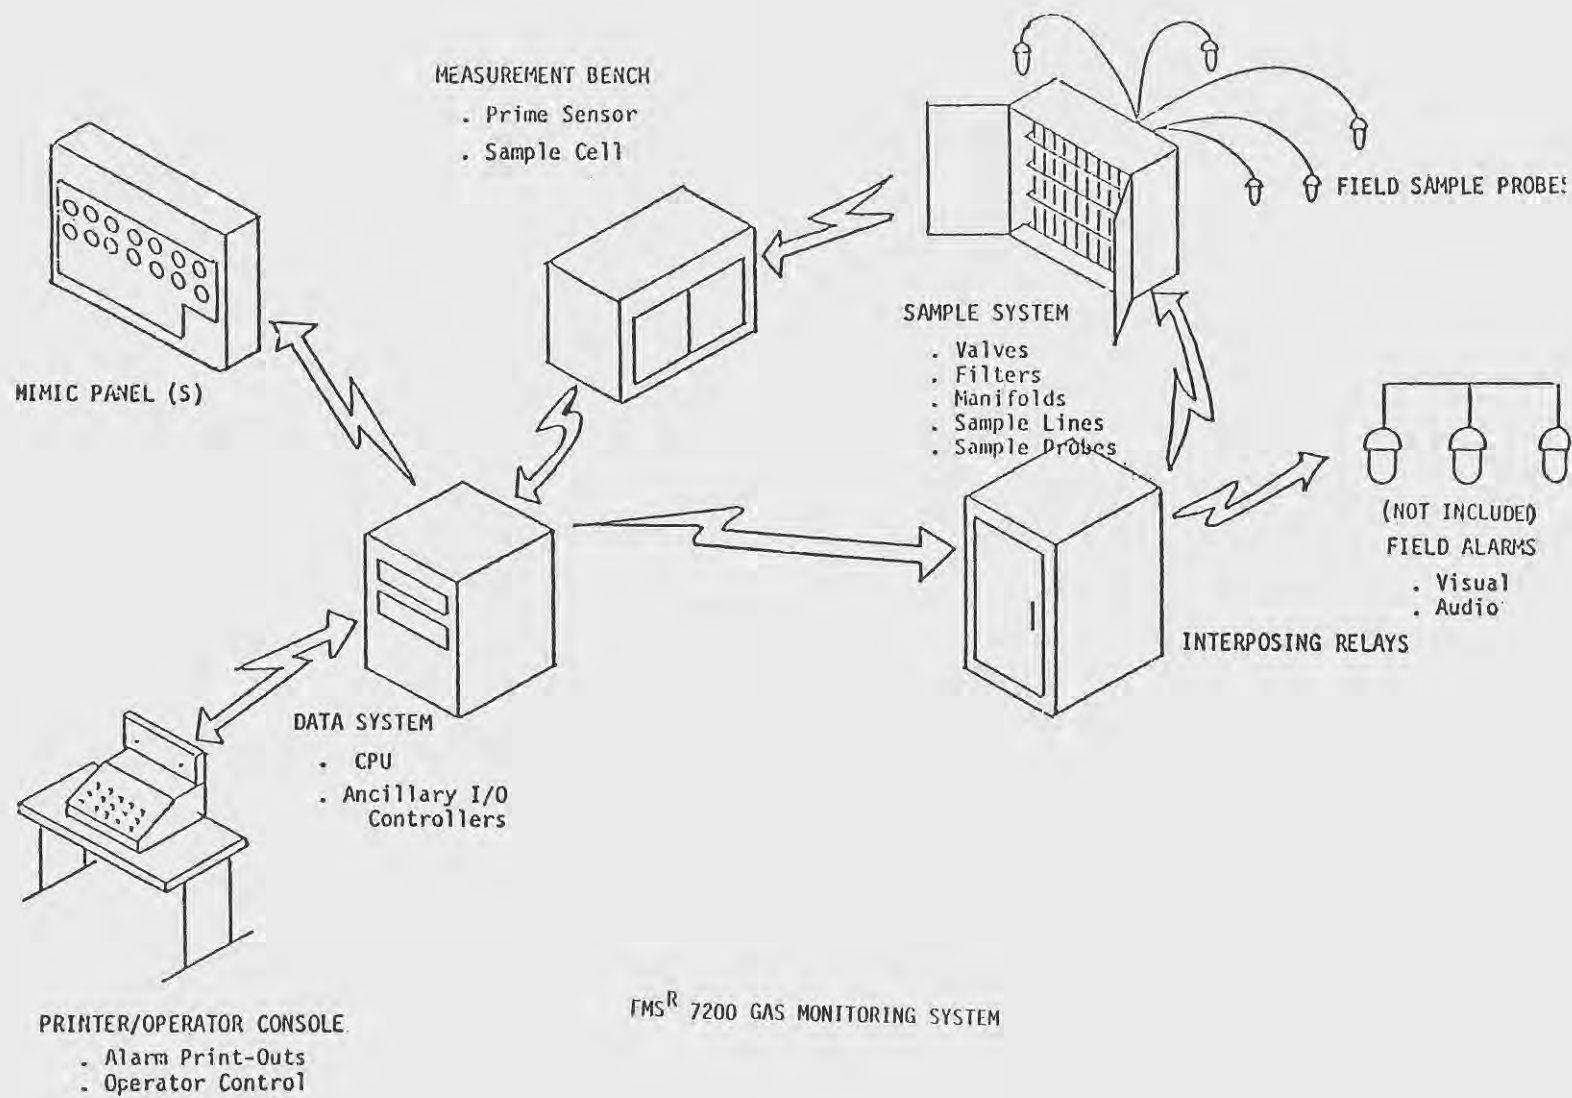 MEASUREMENT BENCH
. Prime Sensor
. Sample Cell
FIELD SAMPLE PROBES
MIMIC PANEL (S)
SAMPLE SYSTEM
. Valves
. Filters
. Manifolds
. Sample Lines
. Sample Probes
(NOT INCLUDED)
FIELD ALARMS
. Visual
. Audio
INTERPOSING RELAYS
DATA SYSTEM
. CPU
. Ancillary I/O
Controllers
PRINTER/OPERATOR CONSOLE
. Alarm Print-Outs
. Operator Control
FMSR 7200 GAS MONITORING SYSTEM